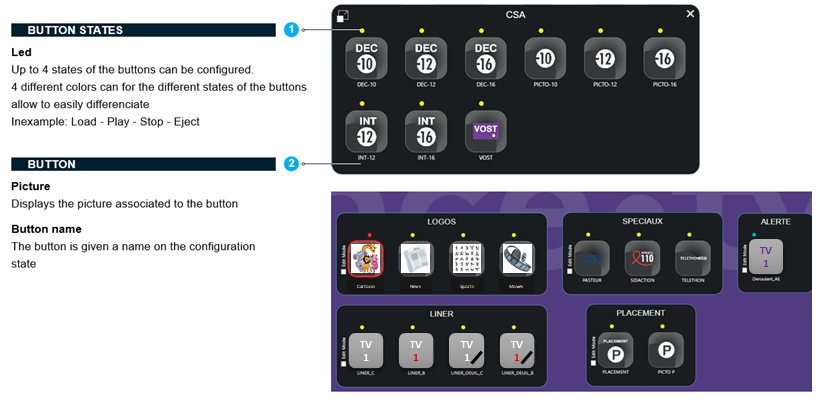 BUTTON STATES
1
Led
Up to 4 states of the buttons can be configured.
4 different colors can for the different states of the buttons
allow to easily differenciate
Inexample: Load - Play - Stop - Eject
BUTTON
2
Picture
Displays the picture associated to the button
Button name
The button is given a name on the configuration
state
CSA
DEC DEC DEC
-10 -12 -16 -10 -12 -16
DEC-10 DEC-12 DEC-16 PICTO-10 PICTO-12 PICTO-16
INT INT VOST
-12 -16
INT-12 INT-16 VOST
LOGOS
Edit Mode
Cartoon News Sports Movies
SPECIAUX
Edit Mode
110 TELETHON
PASTEUR SIDACTION TELETHON
ALERTE
Edit Mode
TV
1
Deroulant_AE
LINER
Edit Mode
TV TV TV TV
1 1 1 1
LINER_C LINER_B LINER_DEUIL_C LINER_DEUIL_B
PLACEMENT
Edit Mode
PLACEMENT
P P
PLACEMENT PICTO P